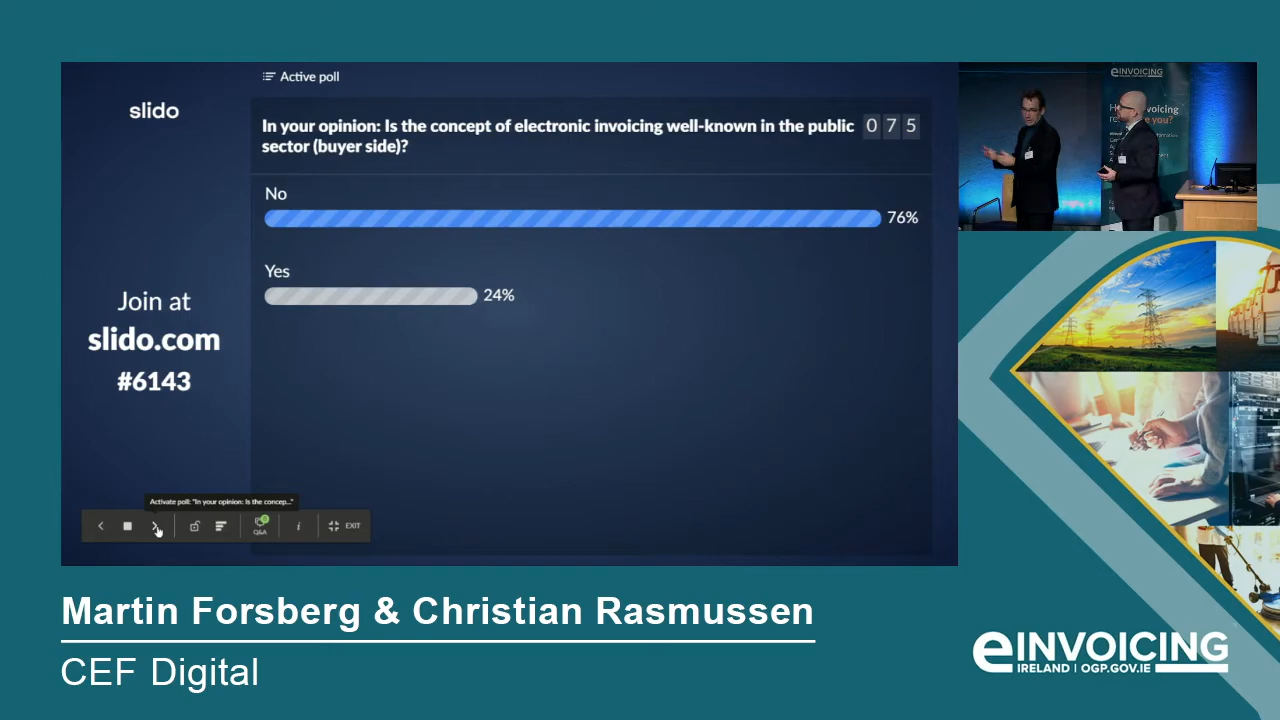 Active poll
slido
In your opinion: Is the concept of electronic invoicing well-known in the public
sector (buyer side)?
0 7 5
No
76%
Yes
24%
Join at
slido.com
#6143
Activate poll: "In your opinion: Is the concep..."
Q&A
i
EXIT
eINVOICING
Martin Forsberg & Christian Rasmussen
CEF Digital
eINVOICING
IRELAND | OGP.GOV.IE